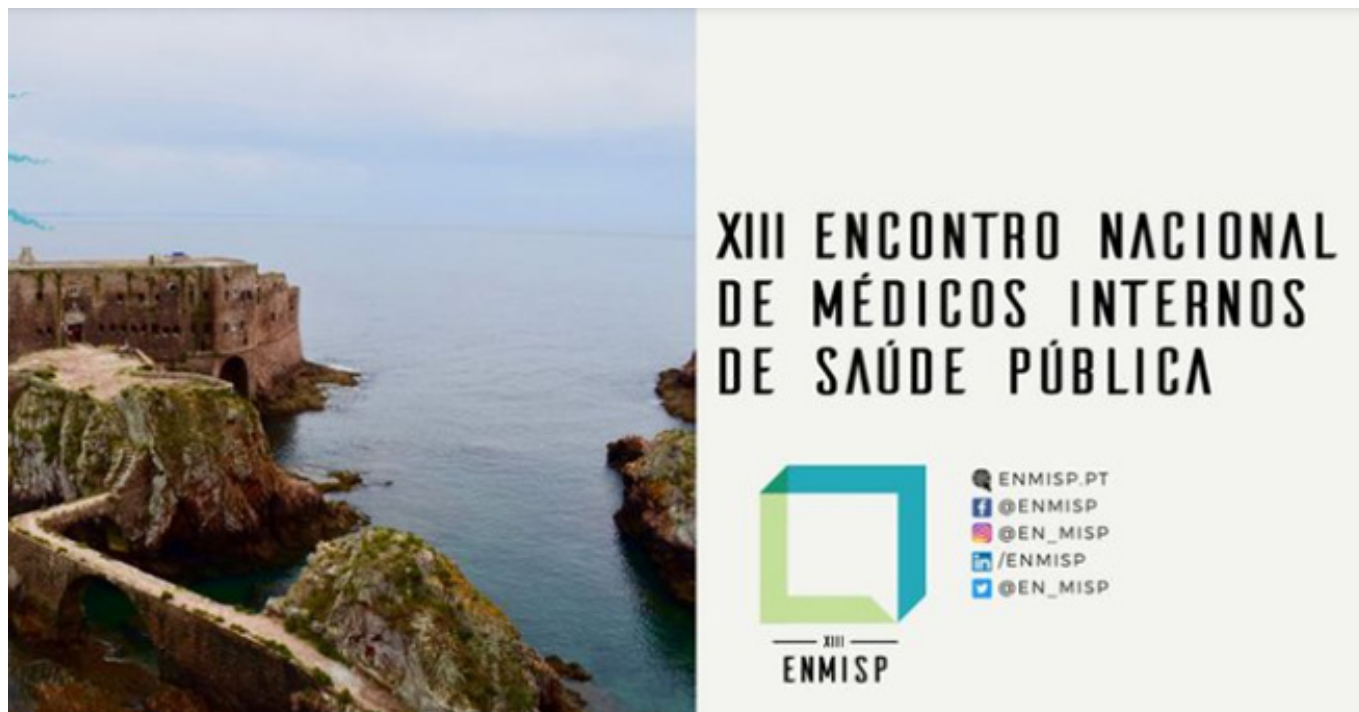 XIII ENCONTRO NACIONAL
DE MÉDICOS INTERNOS
DE SAÚDE PÚBLICA
ENMISP.PT
@ENMISP
@EN_MISP
/ENMISP
@EN_MISP
XIII
ENMISP